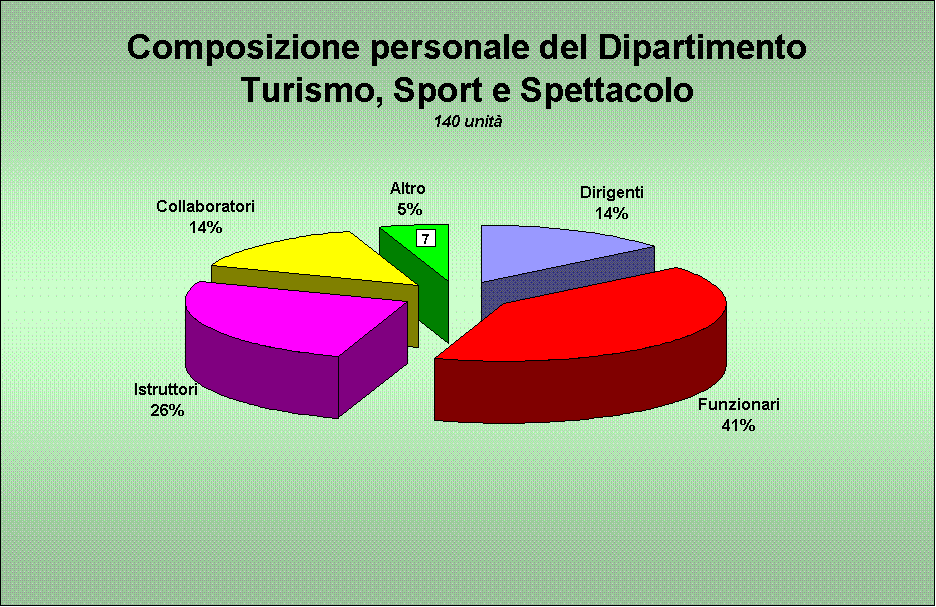 Composizione personale del Dipartimento
Turismo, Sport e Spettacolo
140 unità
Altro
5%
Dirigenti
14%
Collaboratori
14%
7
Istruttori
26%
Funzionari
41%